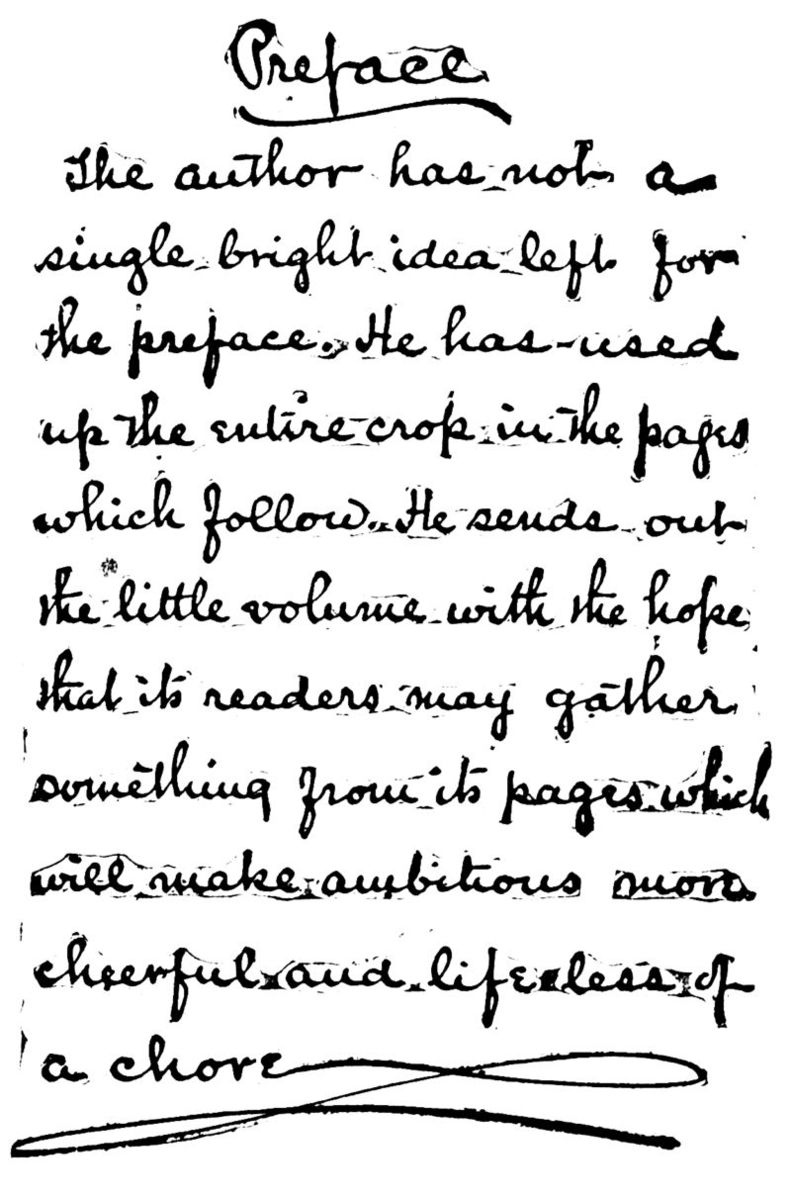 Preface
The author has not a
single bright idea left for
the preface. He has used
up the entire crop in the pages
which follow. He sends out
the little volume with the hope
that its readers may gather
something from its pages which
will make ambitious more
cheerful and life less of
a chore